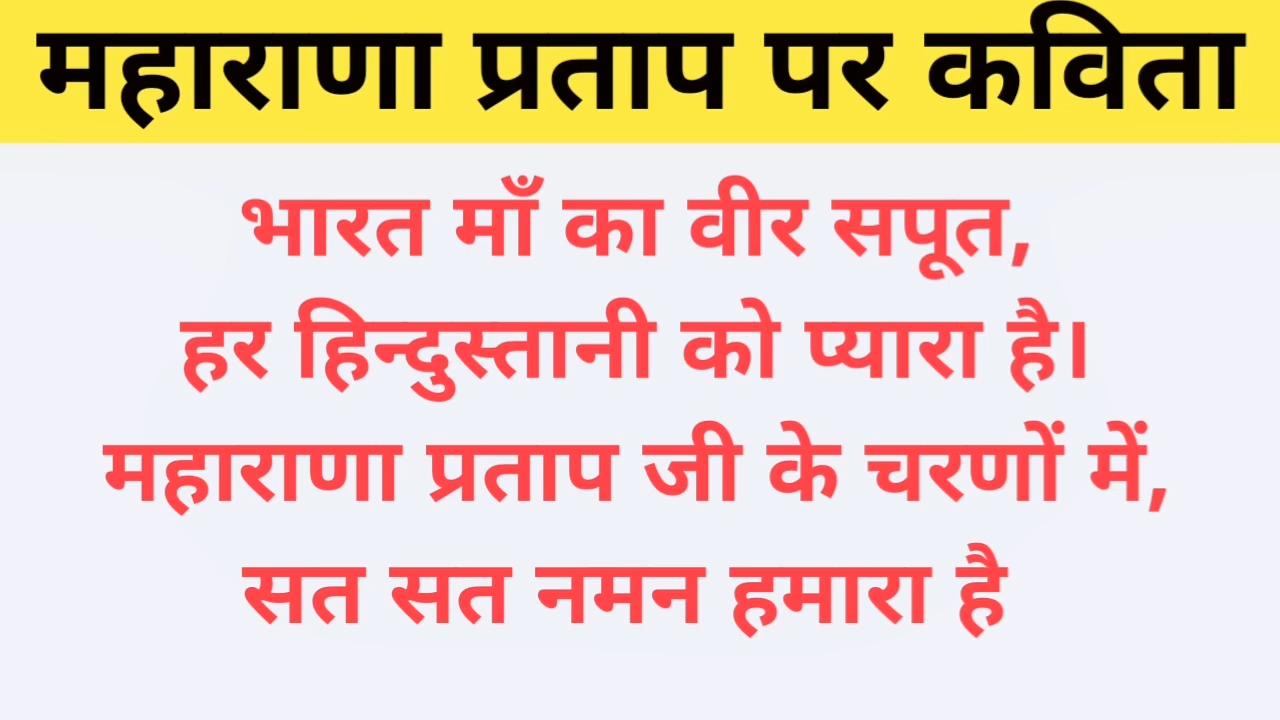 महाराणा प्रताप पर कविता
भारत माँ का वीर सपूत,
हर हिन्दुस्तानी को प्यारा है।
महाराणा प्रताप जी के चरणों में,
सत सत नमन हमारा है